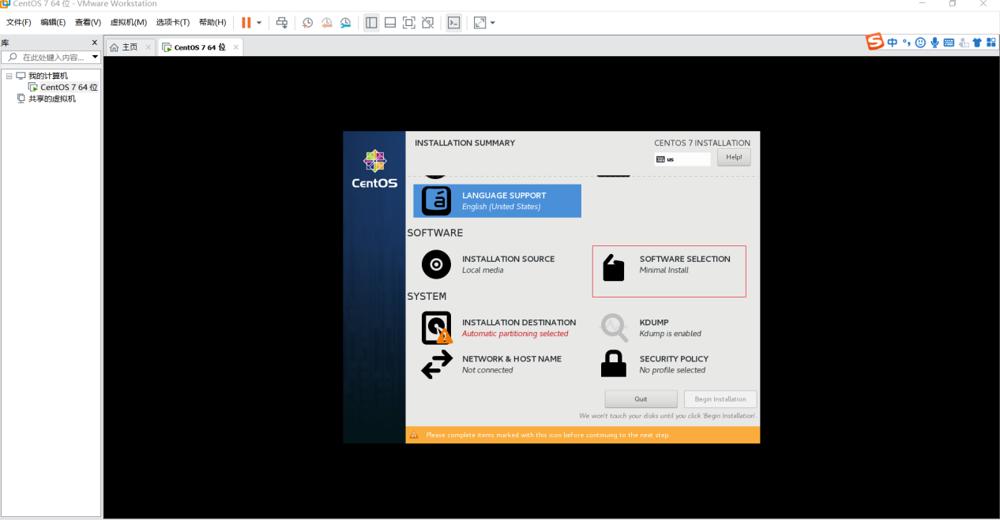 CentOS 7 64 位 - VMware Workstation
文件(F) 编辑(E) 查看(V) 虚拟机(M) 选项卡(T) 帮助(H)
库
在此处键入内容...
我的计算机
CentOS 7 64 位
共享的虚拟机
主页
CentOS 7 64 位
中
CentOS
INSTALLATION SUMMARY
CENTOS 7 INSTALLATION
us
Help!
LANGUAGE SUPPORT
English (United States)
SOFTWARE
INSTALLATION SOURCE
Local media
SOFTWARE SELECTION
Minimal Install
SYSTEM
INSTALLATION DESTINATION
Automatic partitioning selected
KDUMP
Kdump is enabled
NETWORK & HOST NAME
Not connected
SECURITY POLICY
No profile selected
Quit
Begin Installation
We won't touch your disks until you click 'Begin Installation'.
Please complete items marked with this icon before continuing to the next step.